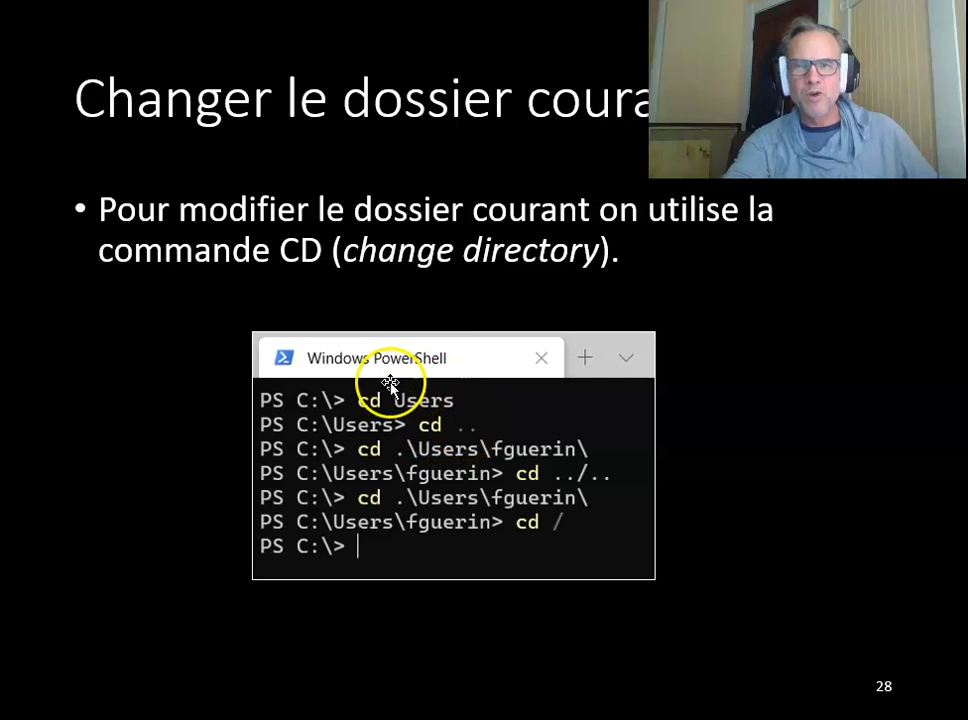 Changer le dossier coura
• Pour modifier le dossier courant on utilise la
commande CD (change directory).
Windows PowerShell
PS C:\> cd Users
PS C:\Users> cd ..
PS C:\> cd .\Users\fguerin\
PS C:\Users\fguerin> cd ../..
PS C:\> cd .\Users\fguerin\
PS C:\Users\fguerin> cd /
PS C:\>
28